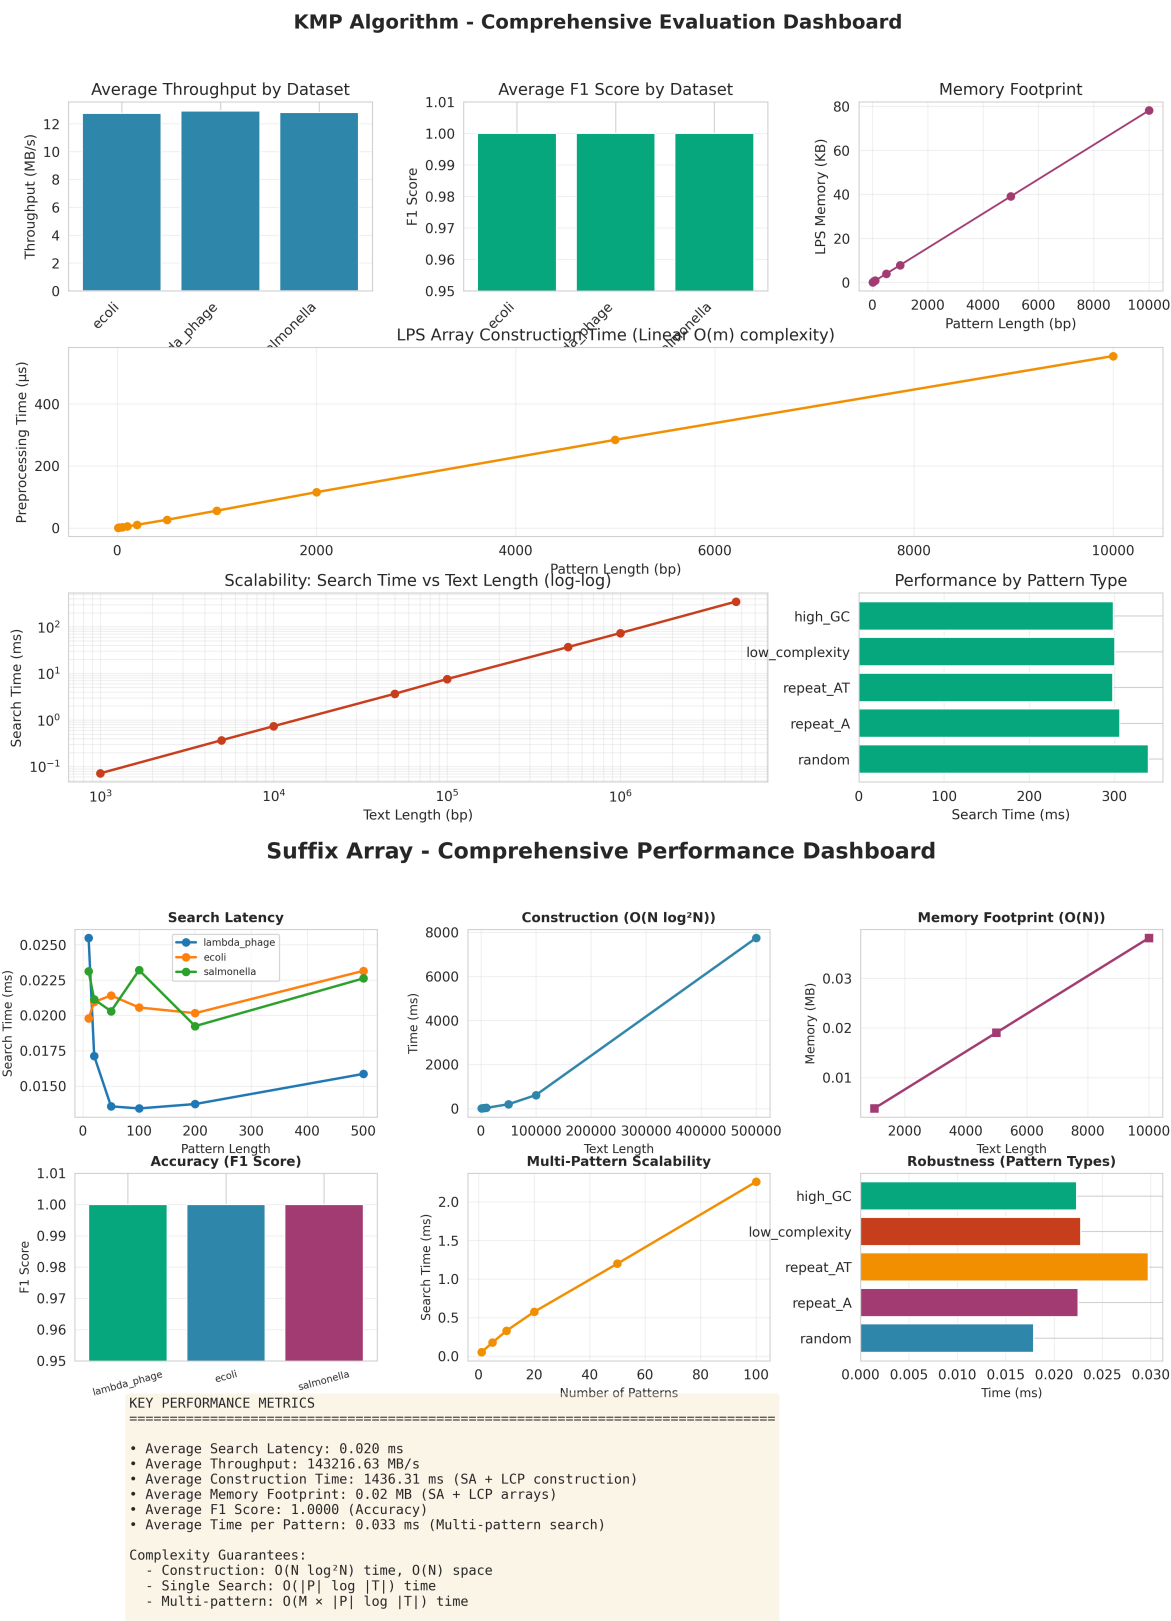 KMP Algorithm - Comprehensive Evaluation Dashboard
Average Throughput by Dataset
Throughput (MB/s)
12
10
8
6
4
2
0
ecoli
da_phage
almonella
Average F1 Score by Dataset
F1 Score
1.01
1.00
0.99
0.98
0.97
0.96
0.95
ecoli
da_phage
almonella
Memory Footprint
LPS Memory (KB)
80
60
40
20
0
0 2000 4000 6000 8000 10000
Pattern Length (bp)
LPS Array Construction Time (Linear O(m) complexity)
Preprocessing Time (µs)
400
200
0
0 2000 4000 6000 8000 10000
Pattern Length (bp)
Scalability: Search Time vs Text Length (log-log)
Search Time (ms)
10²
10¹
10⁰
10⁻¹
10³ 10⁴ 10⁵ 10⁶
Text Length (bp)
Performance by Pattern Type
high_GC
low_complexity
repeat_AT
repeat_A
random
0 100 200 300
Search Time (ms)
Suffix Array - Comprehensive Performance Dashboard
Search Latency
Search Time (ms)
0.0250
0.0225
0.0200
0.0175
0.0150
lambda_phage
ecoli
salmonella
0 100 200 300 400 500
Pattern Length
Construction (O(N log²N))
Time (ms)
8000
6000
4000
2000
0
0 100000 200000 300000 400000 500000
Text Length
Memory Footprint (O(N))
Memory (MB)
0.03
0.02
0.01
2000 4000 6000 8000 10000
Text Length
Accuracy (F1 Score)
F1 Score
1.01
1.00
0.99
0.98
0.97
0.96
0.95
lambda_phage
ecoli
salmonella
Multi-Pattern Scalability
Search Time (ms)
2.0
1.5
1.0
0.5
0.0
0 20 40 60 80 100
Number of Patterns
Robustness (Pattern Types)
high_GC
low_complexity
repeat_AT
repeat_A
random
0.000 0.005 0.010 0.015 0.020 0.025 0.030
Time (ms)
KEY PERFORMANCE METRICS
================================================================================
• Average Search Latency: 0.020 ms
• Average Throughput: 143216.63 MB/s
• Average Construction Time: 1436.31 ms (SA + LCP construction)
• Average Memory Footprint: 0.02 MB (SA + LCP arrays)
• Average F1 Score: 1.0000 (Accuracy)
• Average Time per Pattern: 0.033 ms (Multi-pattern search)
Complexity Guarantees:
- Construction: O(N log²N) time, O(N) space
- Single Search: O(|P| log |T|) time
- Multi-pattern: O(M × |P| log |T|) time